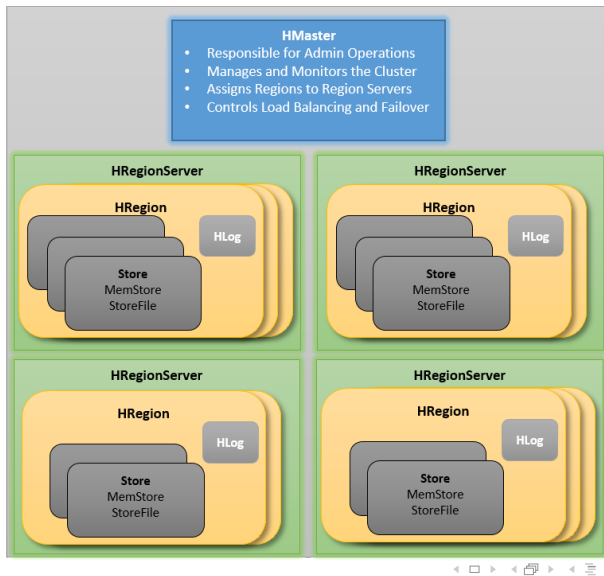 HMaster
• Responsible for Admin Operations
• Manages and Monitors the Cluster
• Assigns Regions to Region Servers
• Controls Load Balancing and Failover
HRegionServer
HRegion
HLog
Store
MemStore
StoreFile
HRegionServer
HRegion
HLog
Store
MemStore
StoreFile
HRegionServer
HRegion
HLog
Store
MemStore
StoreFile
HRegionServer
HRegion
HLog
Store
MemStore
StoreFile